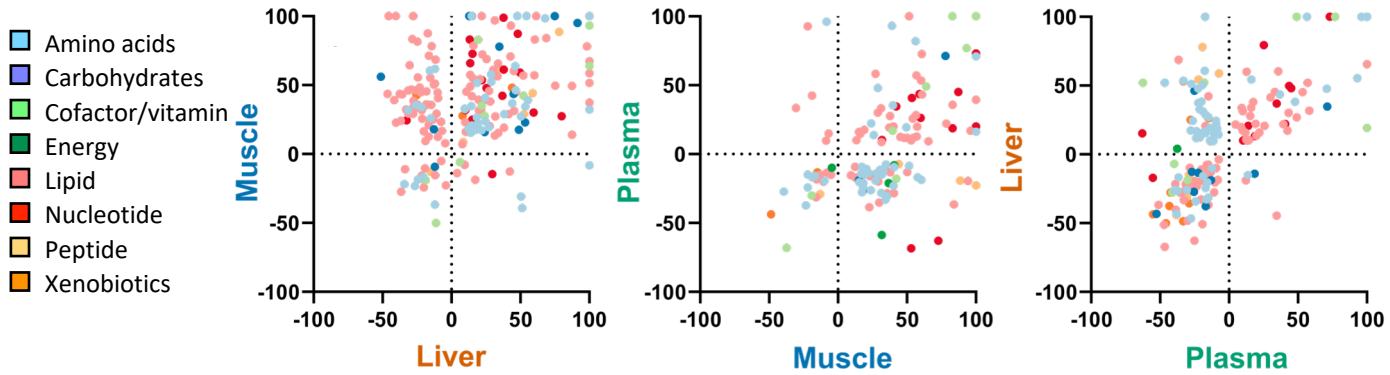 Amino acids
Carbohydrates
Cofactor/vitamin
Energy
Lipid
Nucleotide
Peptide
Xenobiotics
Muscle
100
50
0
-50
-100
-100 -50 0 50 100
Liver
Plasma
100
50
0
-50
-100
-100 -50 0 50 100
Muscle
Liver
100
50
0
-50
-100
-100 -50 0 50 100
Plasma